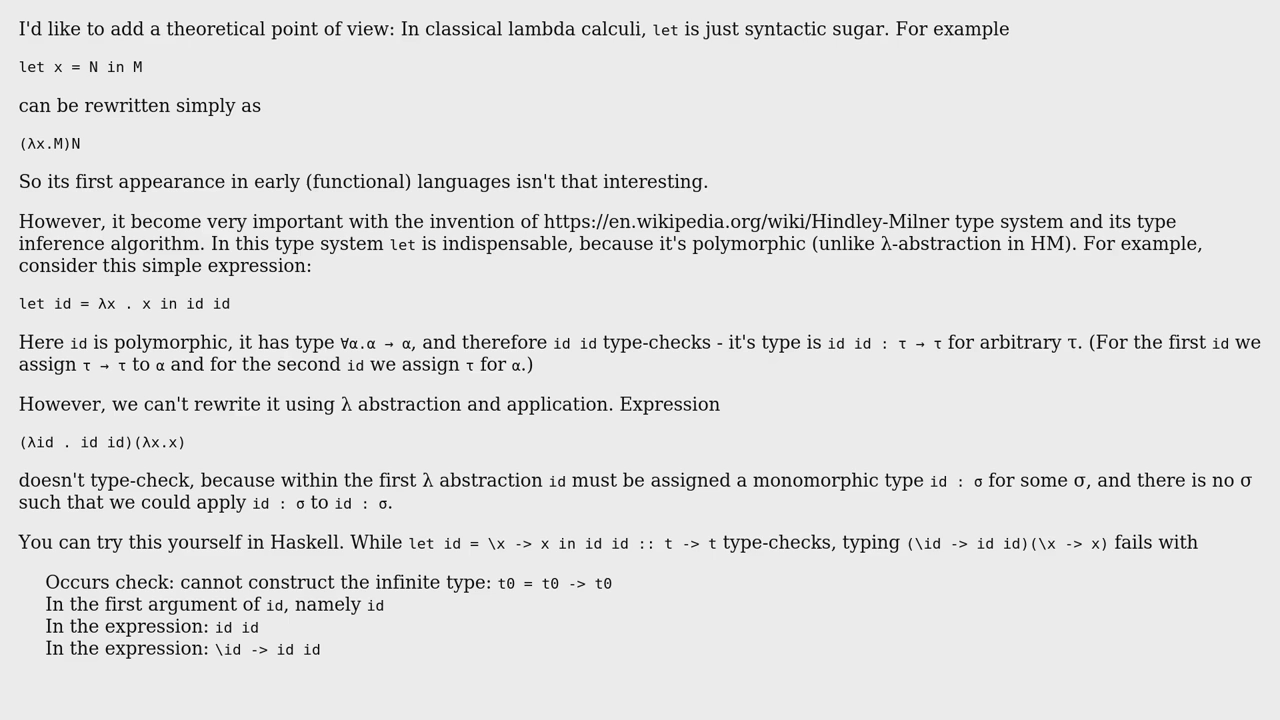 I'd like to add a theoretical point of view: In classical lambda calculi, let is just syntactic sugar. For example
let x = N in M
can be rewritten simply as
(λx.M)N
So its first appearance in early (functional) languages isn't that interesting.
However, it become very important with the invention of https://en.wikipedia.org/wiki/Hindley-Milner type system and its type
inference algorithm. In this type system let is indispensable, because it's polymorphic (unlike λ-abstraction in HM). For example,
consider this simple expression:
let id = λx . x in id id
Here id is polymorphic, it has type ∀α.α → α, and therefore id id type-checks - it's type is id id : τ → τ for arbitrary τ. (For the first id we
assign τ → τ to α and for the second id we assign τ for α.)
However, we can't rewrite it using λ abstraction and application. Expression
(λid . id id)(λx.x)
doesn't type-check, because within the first λ abstraction id must be assigned a monomorphic type id : σ for some σ, and there is no σ
such that we could apply id : σ to id : σ.
You can try this yourself in Haskell. While let id = \x -> x in id id :: t -> t type-checks, typing (\id -> id id)(\x -> x) fails with
Occurs check: cannot construct the infinite type: t0 = t0 -> t0
In the first argument of id, namely id
In the expression: id id
In the expression: \id -> id id